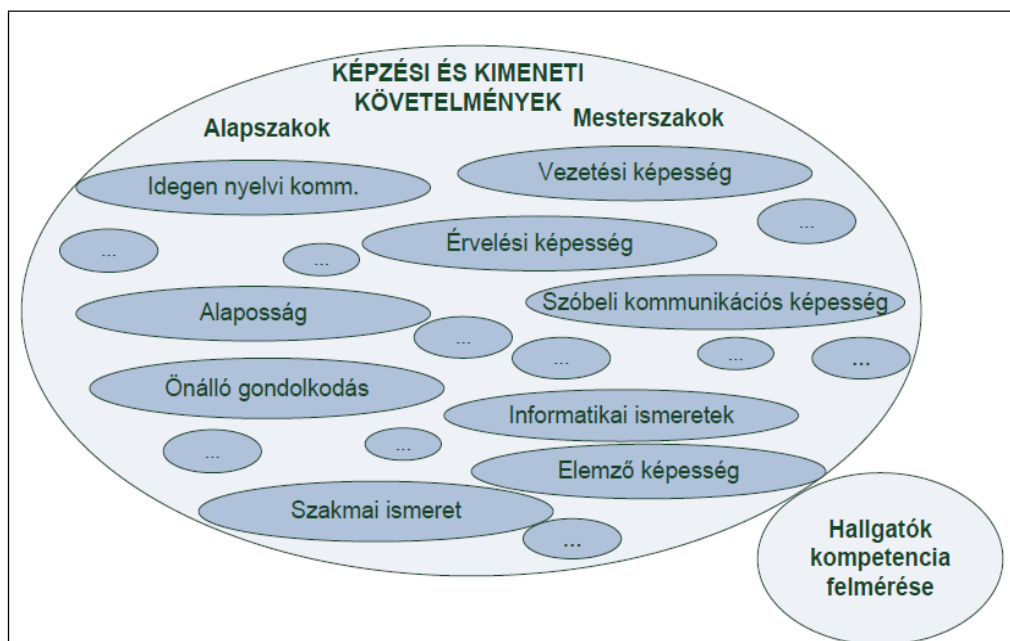 KÉPZÉSI ÉS KIMENETI
KÖVETELMÉNYEK
Alapszakok
Mesterszakok
Idegen nyelvi komm.
Vezetési képesség
...
...
Érvelési képesség
...
Alaposság
Szóbeli kommunikációs képesség
...
...
...
...
Önálló gondolkodás
Informatikai ismeretek
...
...
Elemző képesség
Szakmai ismeret
...
Hallgatók
kompetencia
felmérése